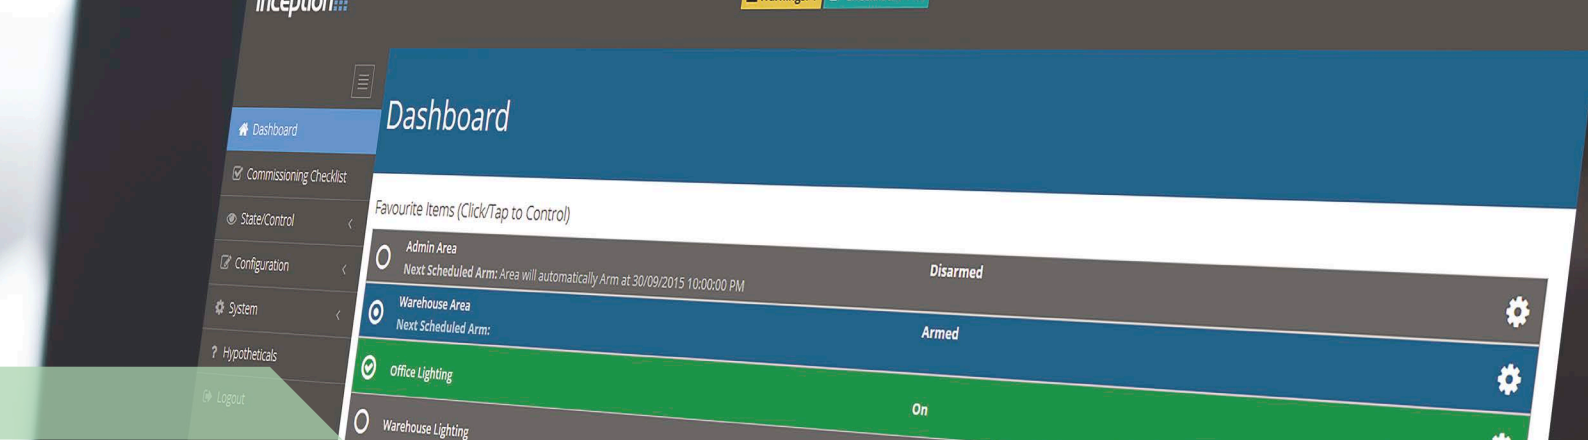 inception
Dashboard
Commissioning Checklist
State/Control
Configuration
System
? Hypotheticals
Logout
Dashboard
Favourite Items (Click/Tap to Control)
Admin Area
Next Scheduled Arm: Area will automatically Arm at 30/09/2015 10:00:00 PM
Disarmed
Warehouse Area
Next Scheduled Arm:
Armed
Office Lighting
On
Warehouse Lighting